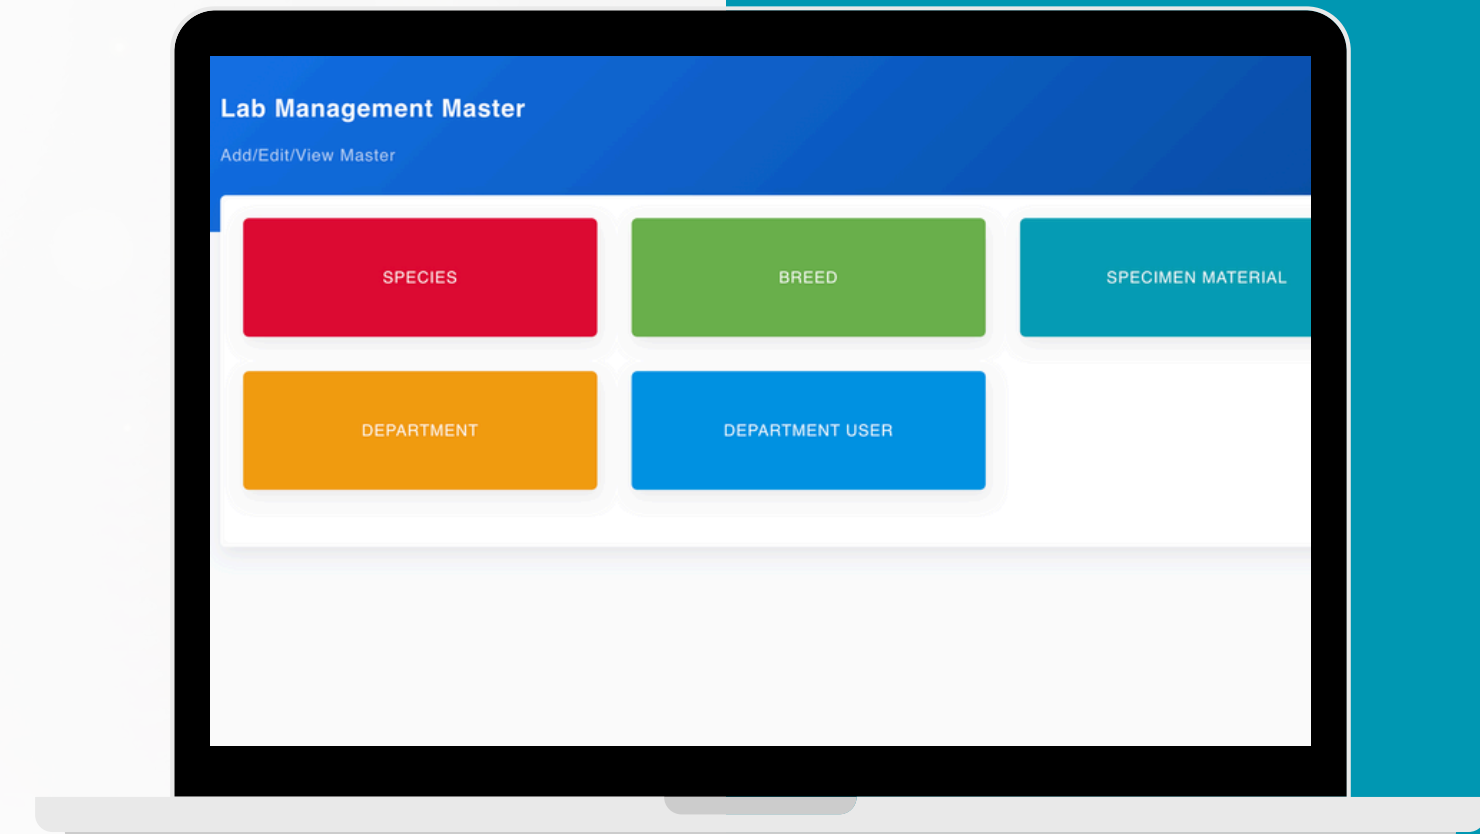 Lab Management Master
Add/Edit/View Master
SPECIES
BREED
SPECIMEN MATERIAL
DEPARTMENT
DEPARTMENT USER